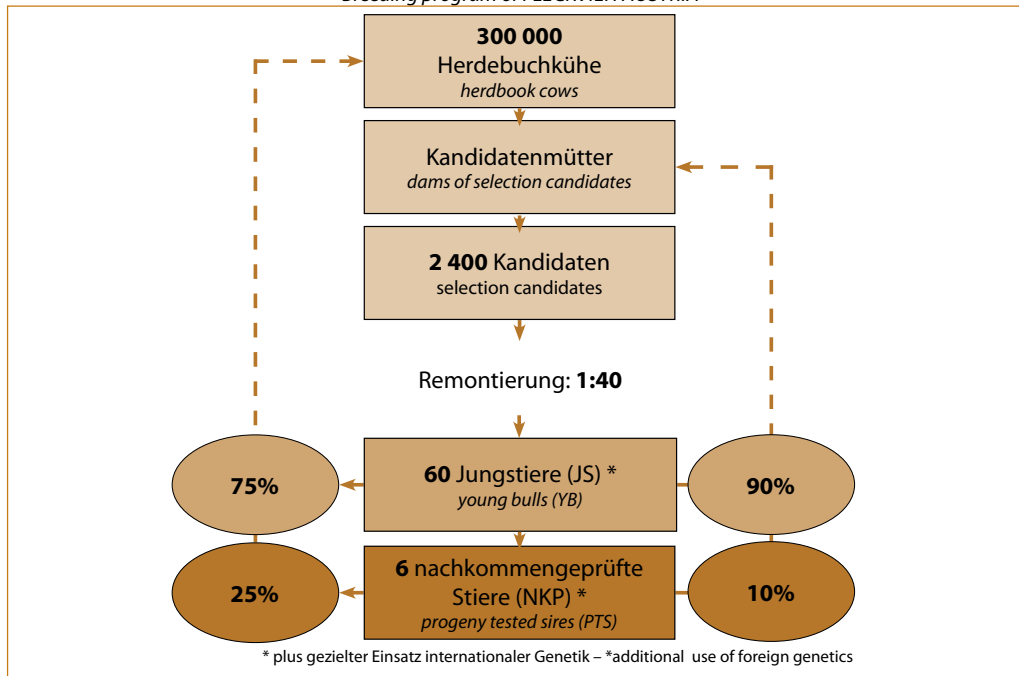 300 000
Herdebuchkühe
herdbook cows
Kandidatenmütter
dams of selection candidates
2 400 Kandidaten
selection candidates
Remontierung: 1:40
75%
60 Jungstiere (JS) *
young bulls (YB)
90%
25%
6 nachkommengeprüfte
Stiere (NKP) *
progeny tested sires (PTS)
10%
* plus gezielter Einsatz internationaler Genetik – *additional use of foreign genetics